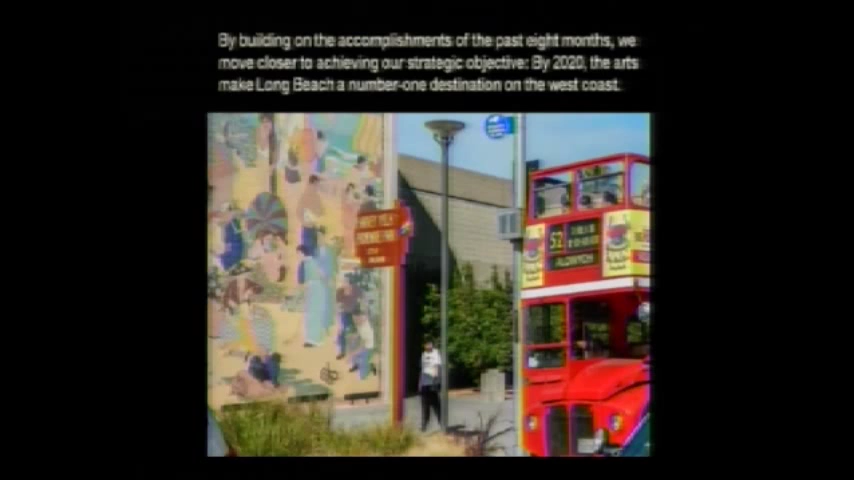 By building on the accomplishments of the past eight months, we
move closer to achieving our strategic objective: By 2020, the arts
make Long Beach a number-one destination on the west coast.
52